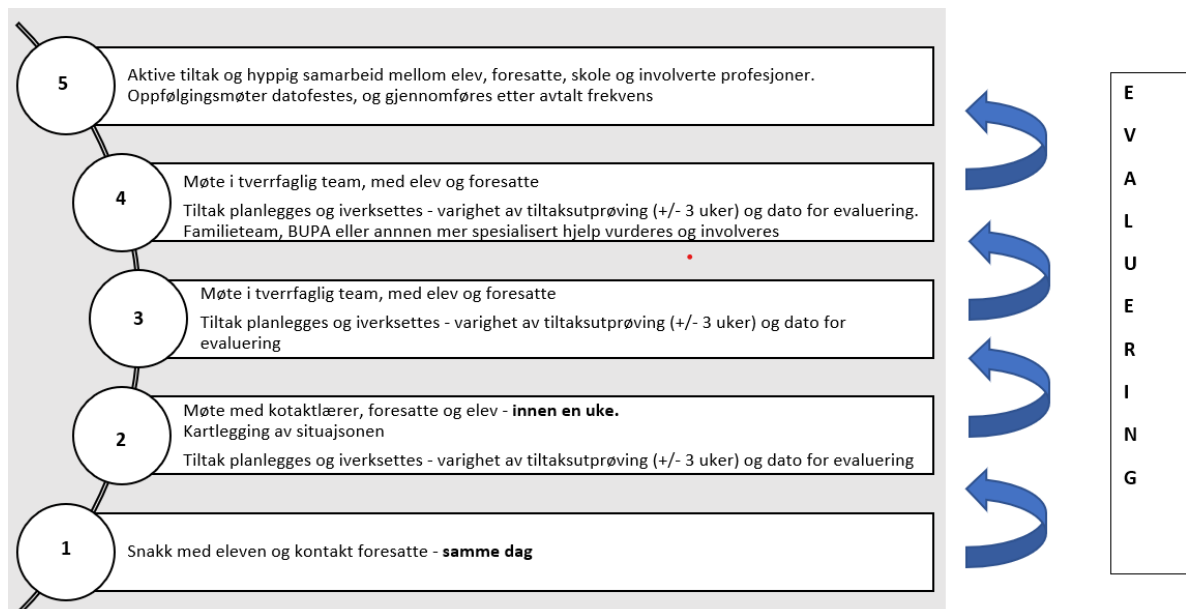 5
Aktive tiltak og hyppig samarbeid mellom elev, foresatte, skole og involverte profesjoner.
Oppfølgingsmøter datofestes, og gjennomføres etter avtalt frekvens
4
Møte i tverrfaglig team, med elev og foresatte
Tiltak planlegges og iverksettes - varighet av tiltaksutprøving (+/- 3 uker) og dato for evaluering.
Familieteam, BUPA eller annnen mer spesialisert hjelp vurderes og involveres
3
Møte i tverrfaglig team, med elev og foresatte
Tiltak planlegges og iverksettes - varighet av tiltaksutprøving (+/- 3 uker) og dato for
evaluering
2
Møte med kotaktlærer, foresatte og elev - innen en uke.
Kartlegging av situajsonen
Tiltak planlegges og iverksettes - varighet av tiltaksutprøving (+/- 3 uker) og dato for evaluering
1
Snakk med eleven og kontakt foresatte - samme dag
E
V
A
L
U
E
R
I
N
G